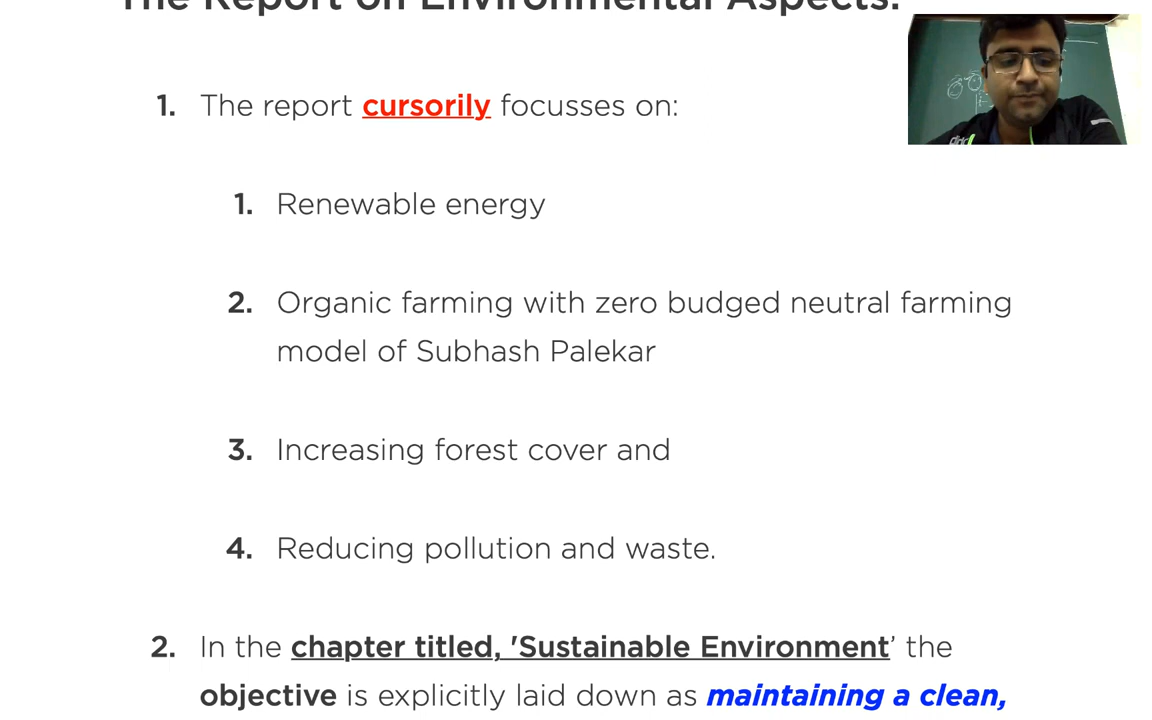 The Report on Environmental Aspects:
1. The report cursorily focusses on:
1. Renewable energy
2. Organic farming with zero budged neutral farming
model of Subhash Palekar
3. Increasing forest cover and
4. Reducing pollution and waste.
2. In the chapter titled, 'Sustainable Environment’ the
objective is explicitly laid down as maintaining a clean,